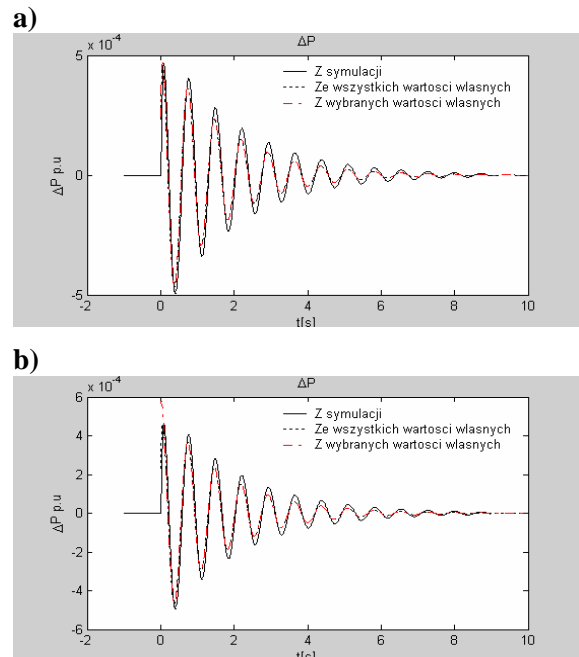 a)
x 10⁻⁴
ΔP
5
0
-5
ΔP p.u
Z symulacji
Ze wszystkich wartosci wlasnych
Z wybranych wartosci wlasnych
-2 0 2 4 6 8 10
t[s]
b)
x 10⁻⁴
ΔP
6
4
2
0
-2
-4
-6
ΔP p.u
Z symulacji
Ze wszystkich wartosci wlasnych
Z wybranych wartosci wlasnych
-2 0 2 4 6 8 10
t[s]